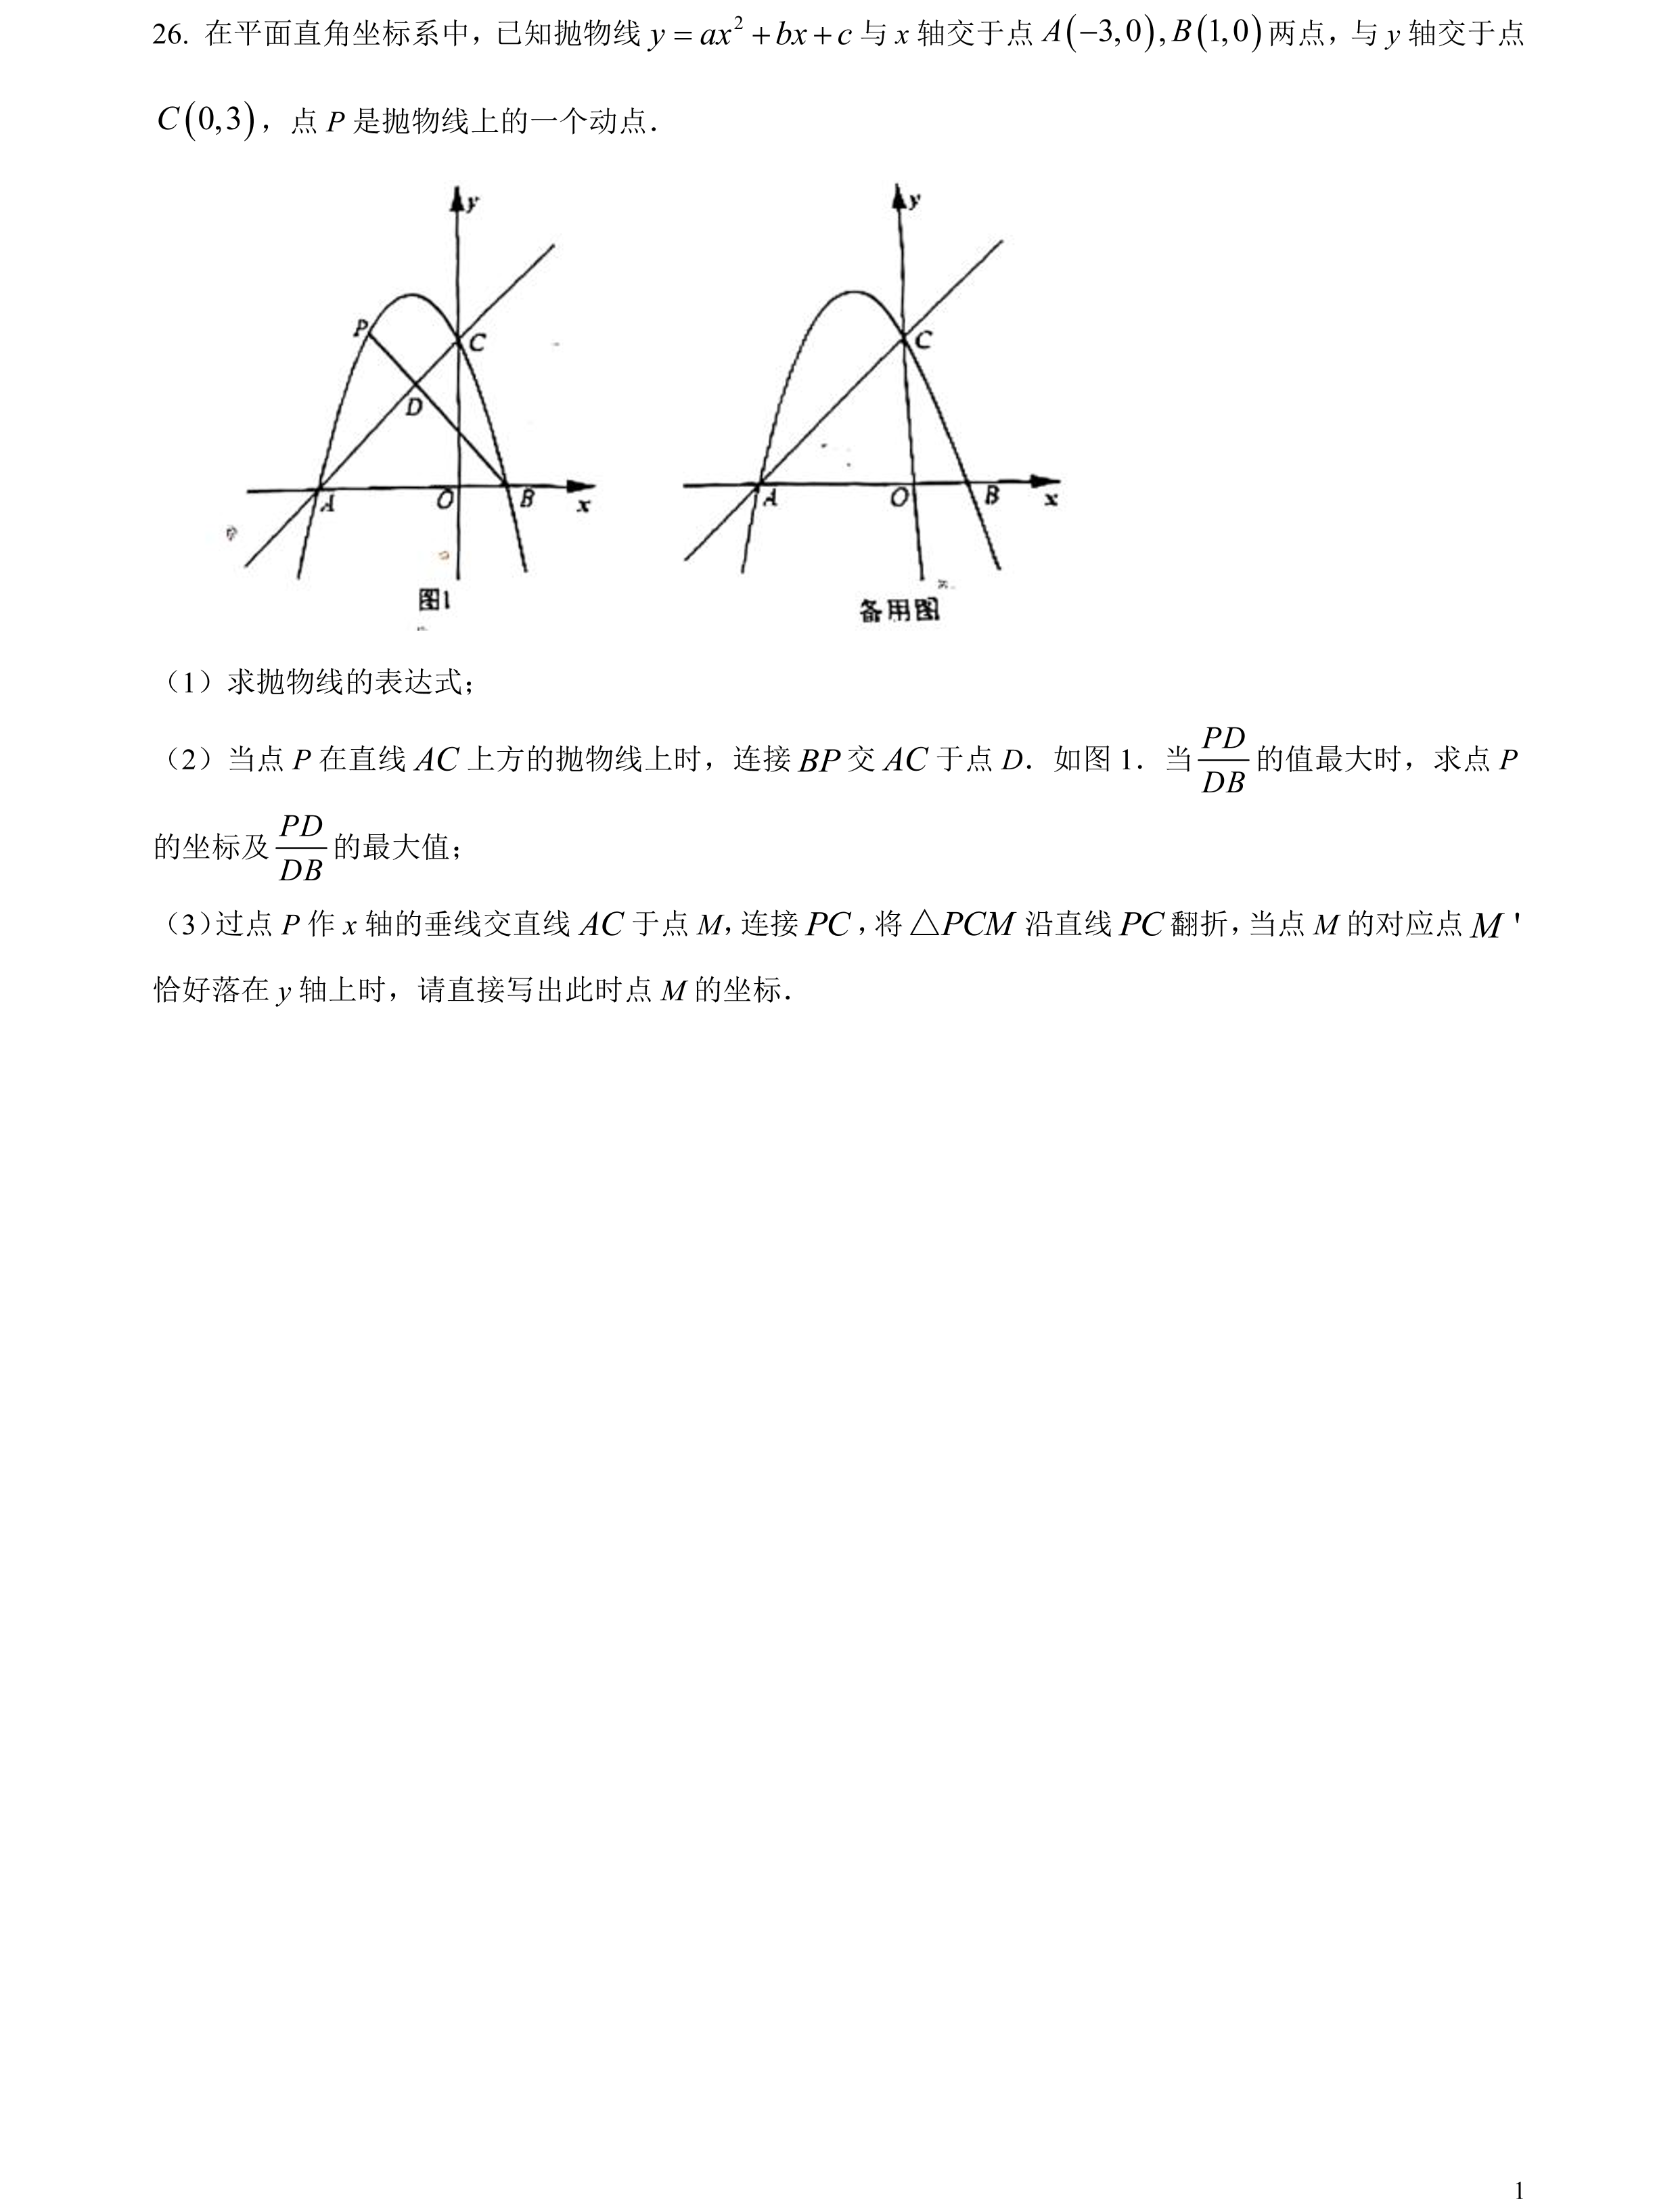 26. 在平面直角坐标系中，已知抛物线 y = ax² + bx + c 与 x 轴交于点 A(−3,0), B(1,0) 两点，与 y 轴交于点
C(0,3)，点 P 是抛物线上的一个动点．
y
P
C
D
A
O
B
x
图1
y
C
A
O
B
x
备用图
（1）求抛物线的表达式；
（2）当点 P 在直线 AC 上方的抛物线上时，连接 BP 交 AC 于点 D．如图 1．当 PD/DB 的值最大时，求点 P
的坐标及 PD/DB 的最大值；
（3）过点 P 作 x 轴的垂线交直线 AC 于点 M，连接 PC，将 △PCM 沿直线 PC 翻折，当点 M 的对应点 M '
恰好落在 y 轴上时，请直接写出此时点 M 的坐标．
1